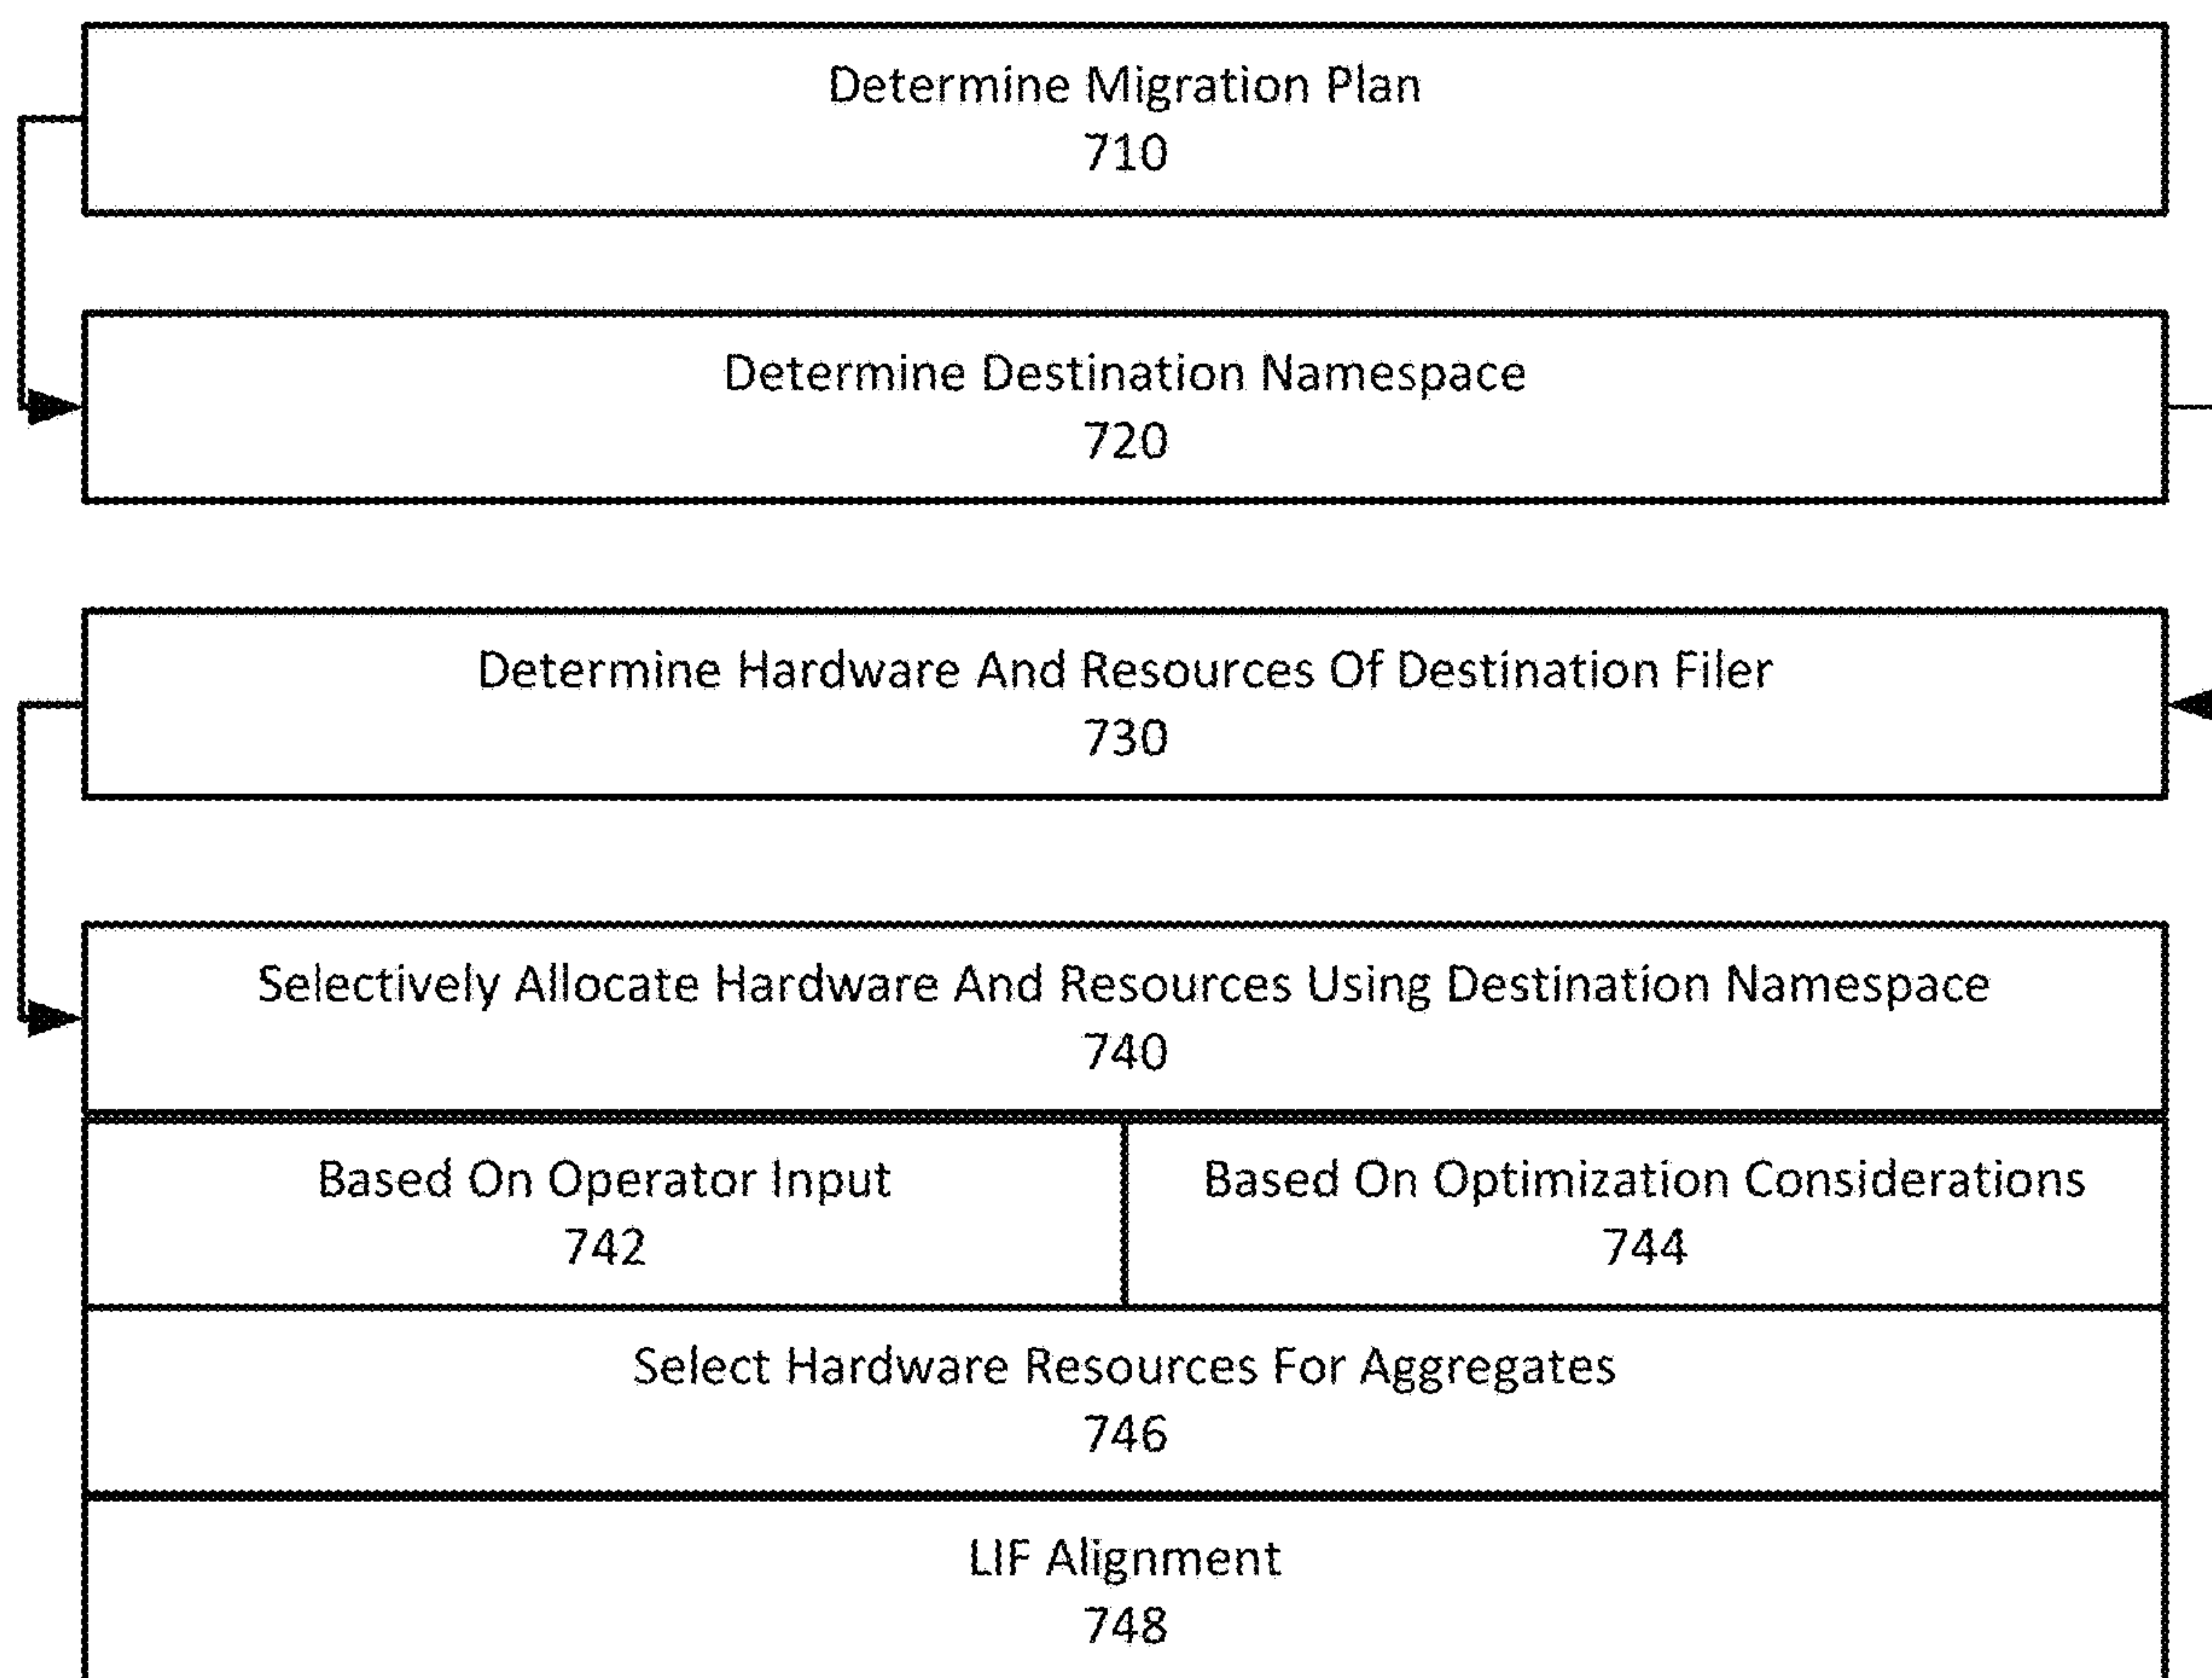 Determine Migration Plan
710
Determine Destination Namespace
720
Determine Hardware And Resources Of Destination Filer
730
Selectively Allocate Hardware And Resources Using Destination Namespace
740
Based On Operator Input
742
Based On Optimization Considerations
744
Select Hardware Resources For Aggregates
746
LIF Alignment
748